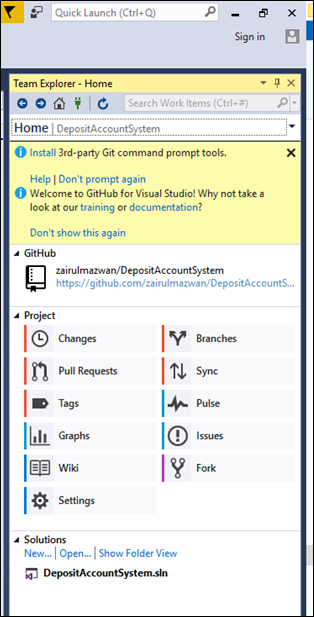 Quick Launch (Ctrl+Q)
Sign in
Team Explorer - Home
Search Work Items (Ctrl+#)
Home | DepositAccountSystem
Install 3rd-party Git command prompt tools.
Help | Don't prompt again
Welcome to GitHub for Visual Studio! Why not take
a look at our training or documentation?
Don't show this again
GitHub
zairulmazwan/DepositAccountSystem
https://github.com/zairulmazwan/DepositAccountS...
Project
Changes
Branches
Pull Requests
Sync
Tags
Pulse
Graphs
Issues
Wiki
Fork
Settings
Solutions
New... | Open... | Show Folder View
DepositAccountSystem.sln